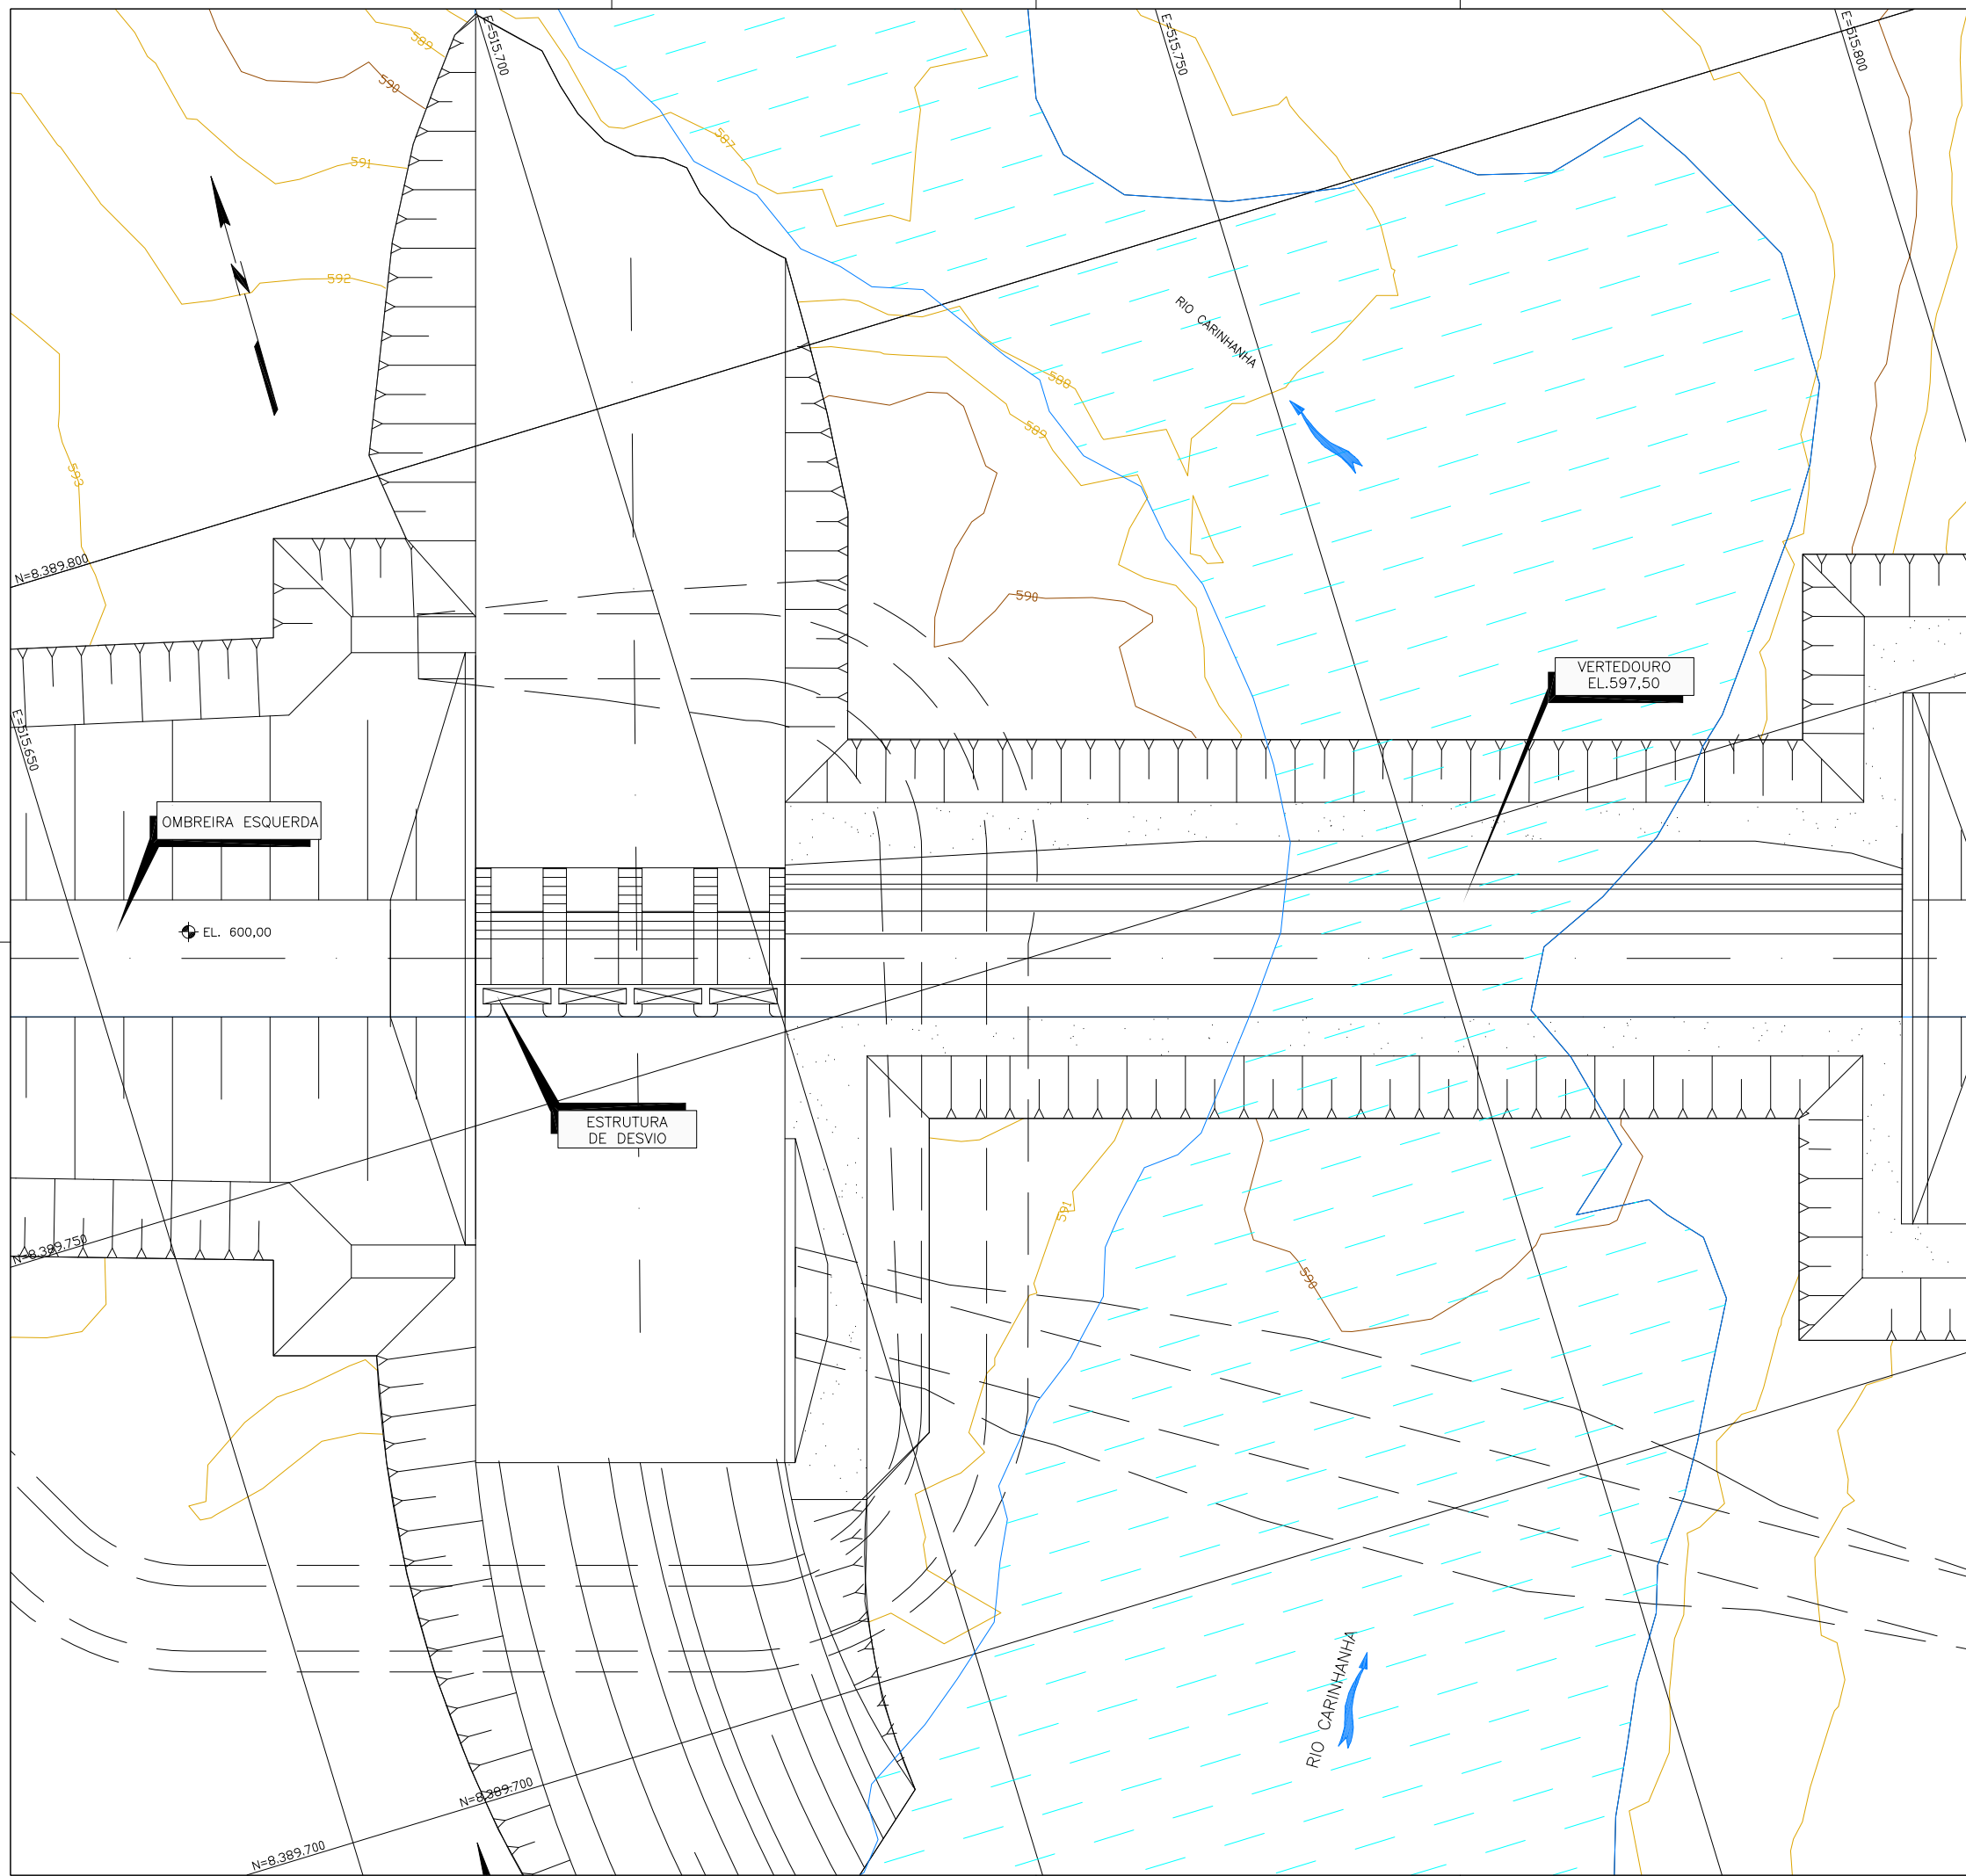 E=515.700
E=515.750
E=515.800
589
590
587
591
592
RIO CARINHANHA
588
589
593
N=8.389.800
590
VERTEDOURO
EL.597,50
E=515.650
OMBREIRA ESQUERDA
EL. 600,00
ESTRUTURA
DE DESVIO
591
N=8.389.750
590
RIO CARINHANHA
N=8.389.700
N=8.389.700